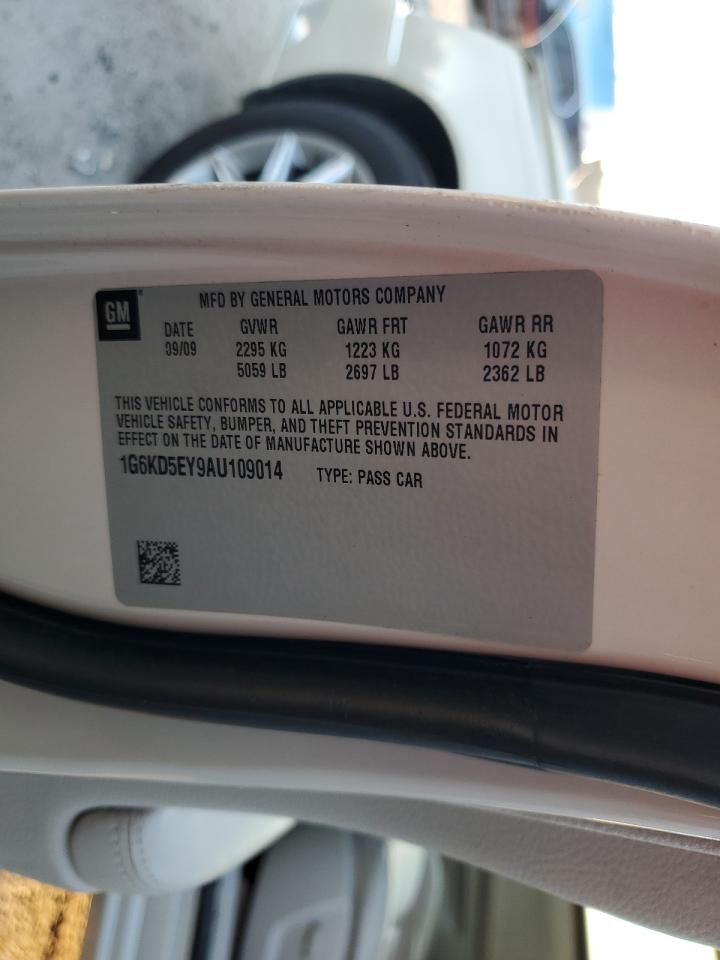 GM ® MFD BY GENERAL MOTORS COMPANY
DATE GVWR GAWR FRT GAWR RR
09/09 2295 KG 1223 KG 1072 KG
5059 LB 2697 LB 2362 LB
THIS VEHICLE CONFORMS TO ALL APPLICABLE U.S. FEDERAL MOTOR
VEHICLE SAFETY, BUMPER, AND THEFT PREVENTION STANDARDS IN
EFFECT ON THE DATE OF MANUFACTURE SHOWN ABOVE.
1G6KD5EY9AU109014 TYPE: PASS CAR